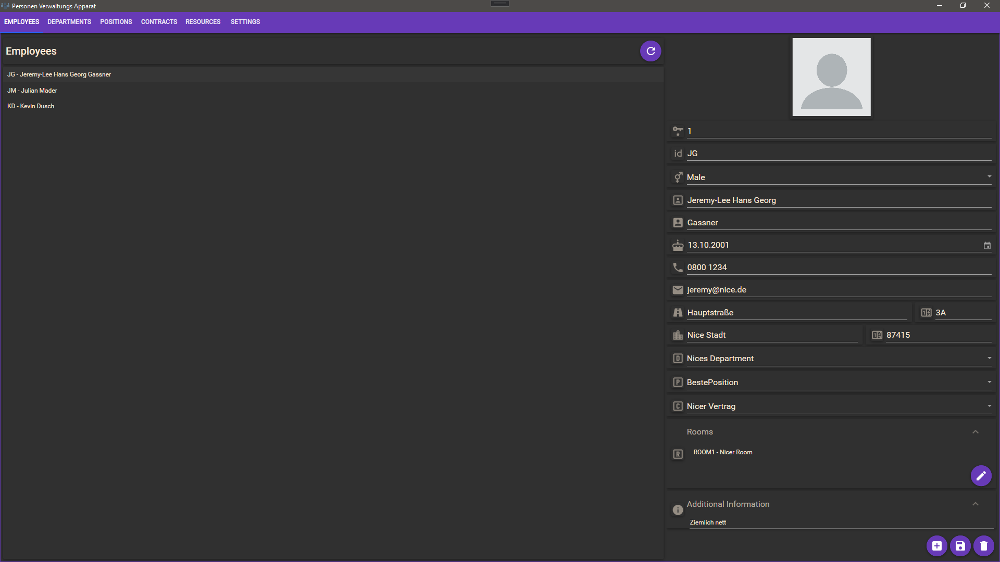 Personen Verwaltungs Apparat
EMPLOYEES DEPARTMENTS POSITIONS CONTRACTS RESOURCES SETTINGS
Employees
JG - Jeremy-Lee Hans Georg Gassner
JM - Julian Mader
KD - Kevin Dusch
1
id JG
Male
Jeremy-Lee Hans Georg
Gassner
13.10.2001
0800 1234
jeremy@nice.de
Hauptstraße 3A
Nice Stadt 87415
D Nices Department
P BestePosition
C Nicer Vertrag
Rooms
R ROOM1 - Nicer Room
Additional Information
Ziemlich nett